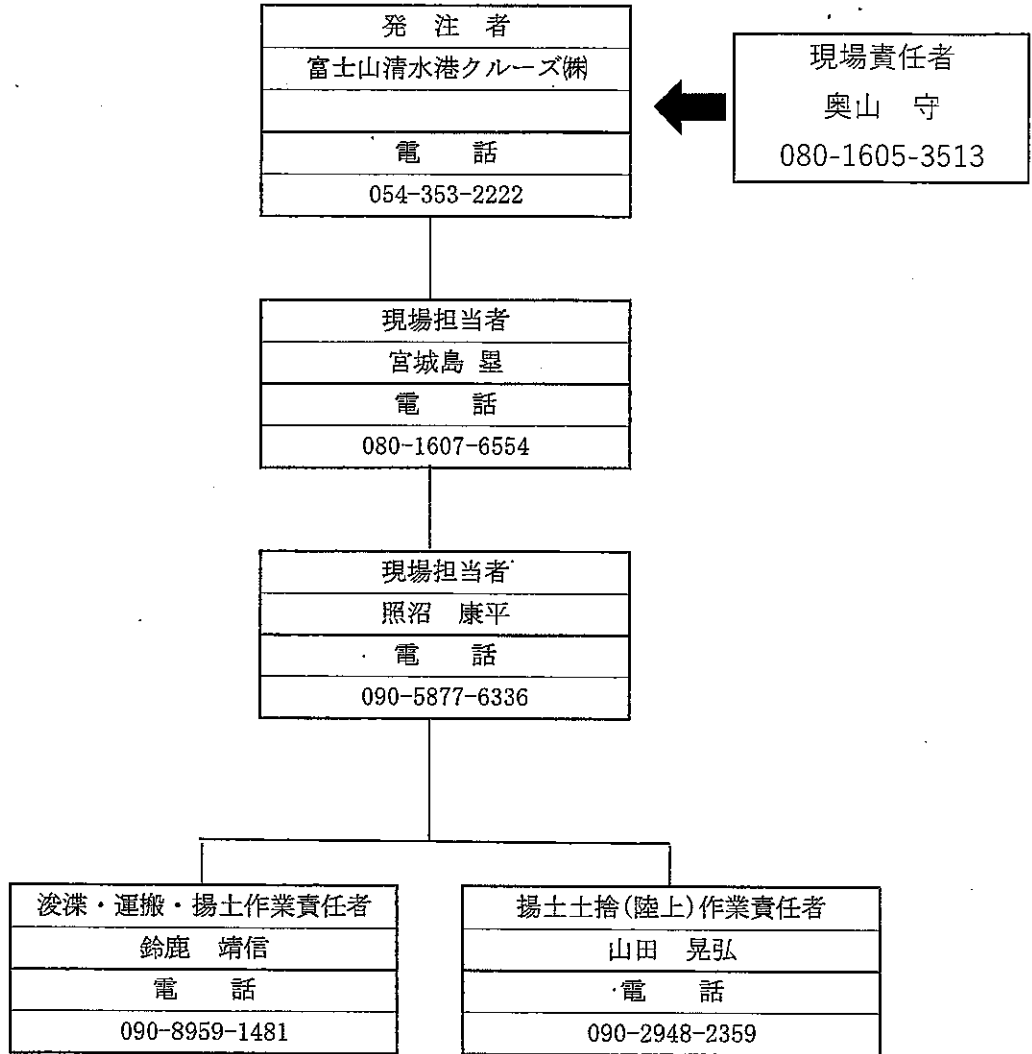 発 注 者
富士山清水港クルーズ㈱
電 話
054-353-2222
現場責任者
奥山 守
080-1605-3513
現場担当者
宮城島 塁
電 話
080-1607-6554
現場担当者
照沼 康平
電 話
090-5877-6336
浚渫・運搬・揚土作業責任者
鈴鹿 靖信
電 話
090-8959-1481
揚土土捨(陸上)作業責任者
山田 晃弘
電 話
090-2948-2359